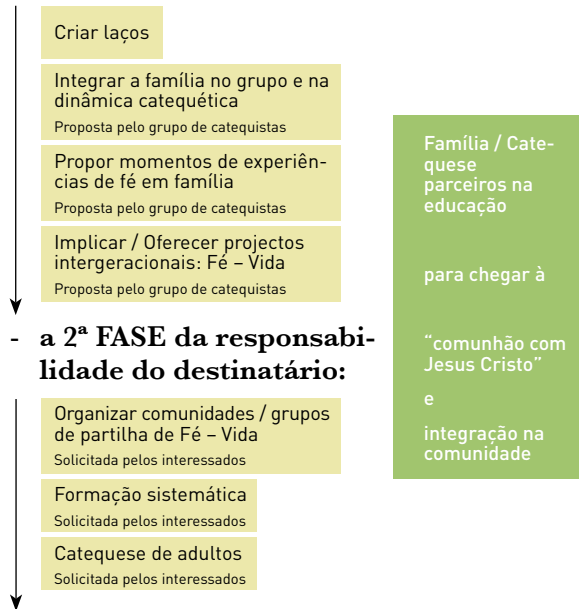 Criar laços
Integrar a família no grupo e na
dinâmica catequética
Proposta pelo grupo de catequistas
Propor momentos de experiên-
cias de fé em família
Proposta pelo grupo de catequistas
Implicar / Oferecer projectos
intergeracionais: Fé – Vida
Proposta pelo grupo de catequistas
- a 2ª FASE da responsabi-
lidade do destinatário:
Organizar comunidades / grupos
de partilha de Fé – Vida
Solicitada pelos interessados
Formação sistemática
Solicitada pelos interessados
Catequese de adultos
Solicitada pelos interessados
Família / Cate-
quese
parceiros na
educação
para chegar à
“comunhão com
Jesus Cristo”
e
integração na
comunidade